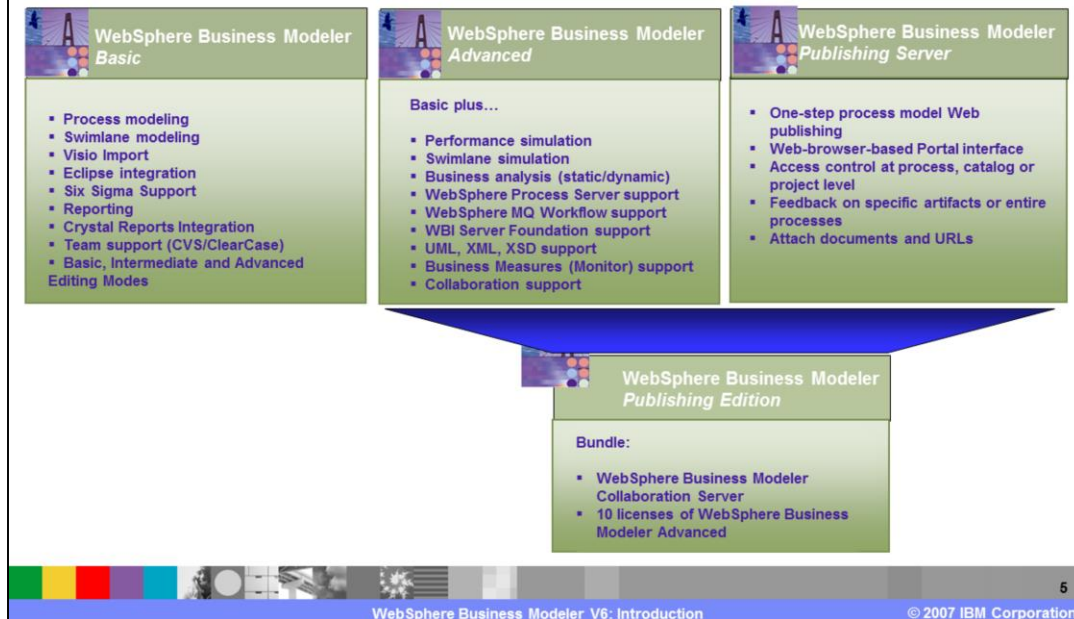 WebSphere Business Modeler
Basic
▪ Process modeling
▪ Swimlane modeling
▪ Visio Import
▪ Eclipse integration
▪ Six Sigma Support
▪ Reporting
▪ Crystal Reports Integration
▪ Team support (CVS/ClearCase)
▪ Basic, Intermediate and Advanced
Editing Modes
WebSphere Business Modeler
Advanced
Basic plus…
▪ Performance simulation
▪ Swimlane simulation
▪ Business analysis (static/dynamic)
▪ WebSphere Process Server support
▪ WebSphere MQ Workflow support
▪ WBI Server Foundation support
▪ UML, XML, XSD support
▪ Business Measures (Monitor) support
▪ Collaboration support
WebSphere Business Modeler
Publishing Server
▪ One-step process model Web
publishing
▪ Web-browser-based Portal interface
▪ Access control at process, catalog or
project level
▪ Feedback on specific artifacts or entire
processes
▪ Attach documents and URLs
WebSphere Business Modeler
Publishing Edition
Bundle:
▪ WebSphere Business Modeler
Collaboration Server
▪ 10 licenses of WebSphere Business
Modeler Advanced
5
WebSphere Business Modeler V6: Introduction
© 2007 IBM Corporation